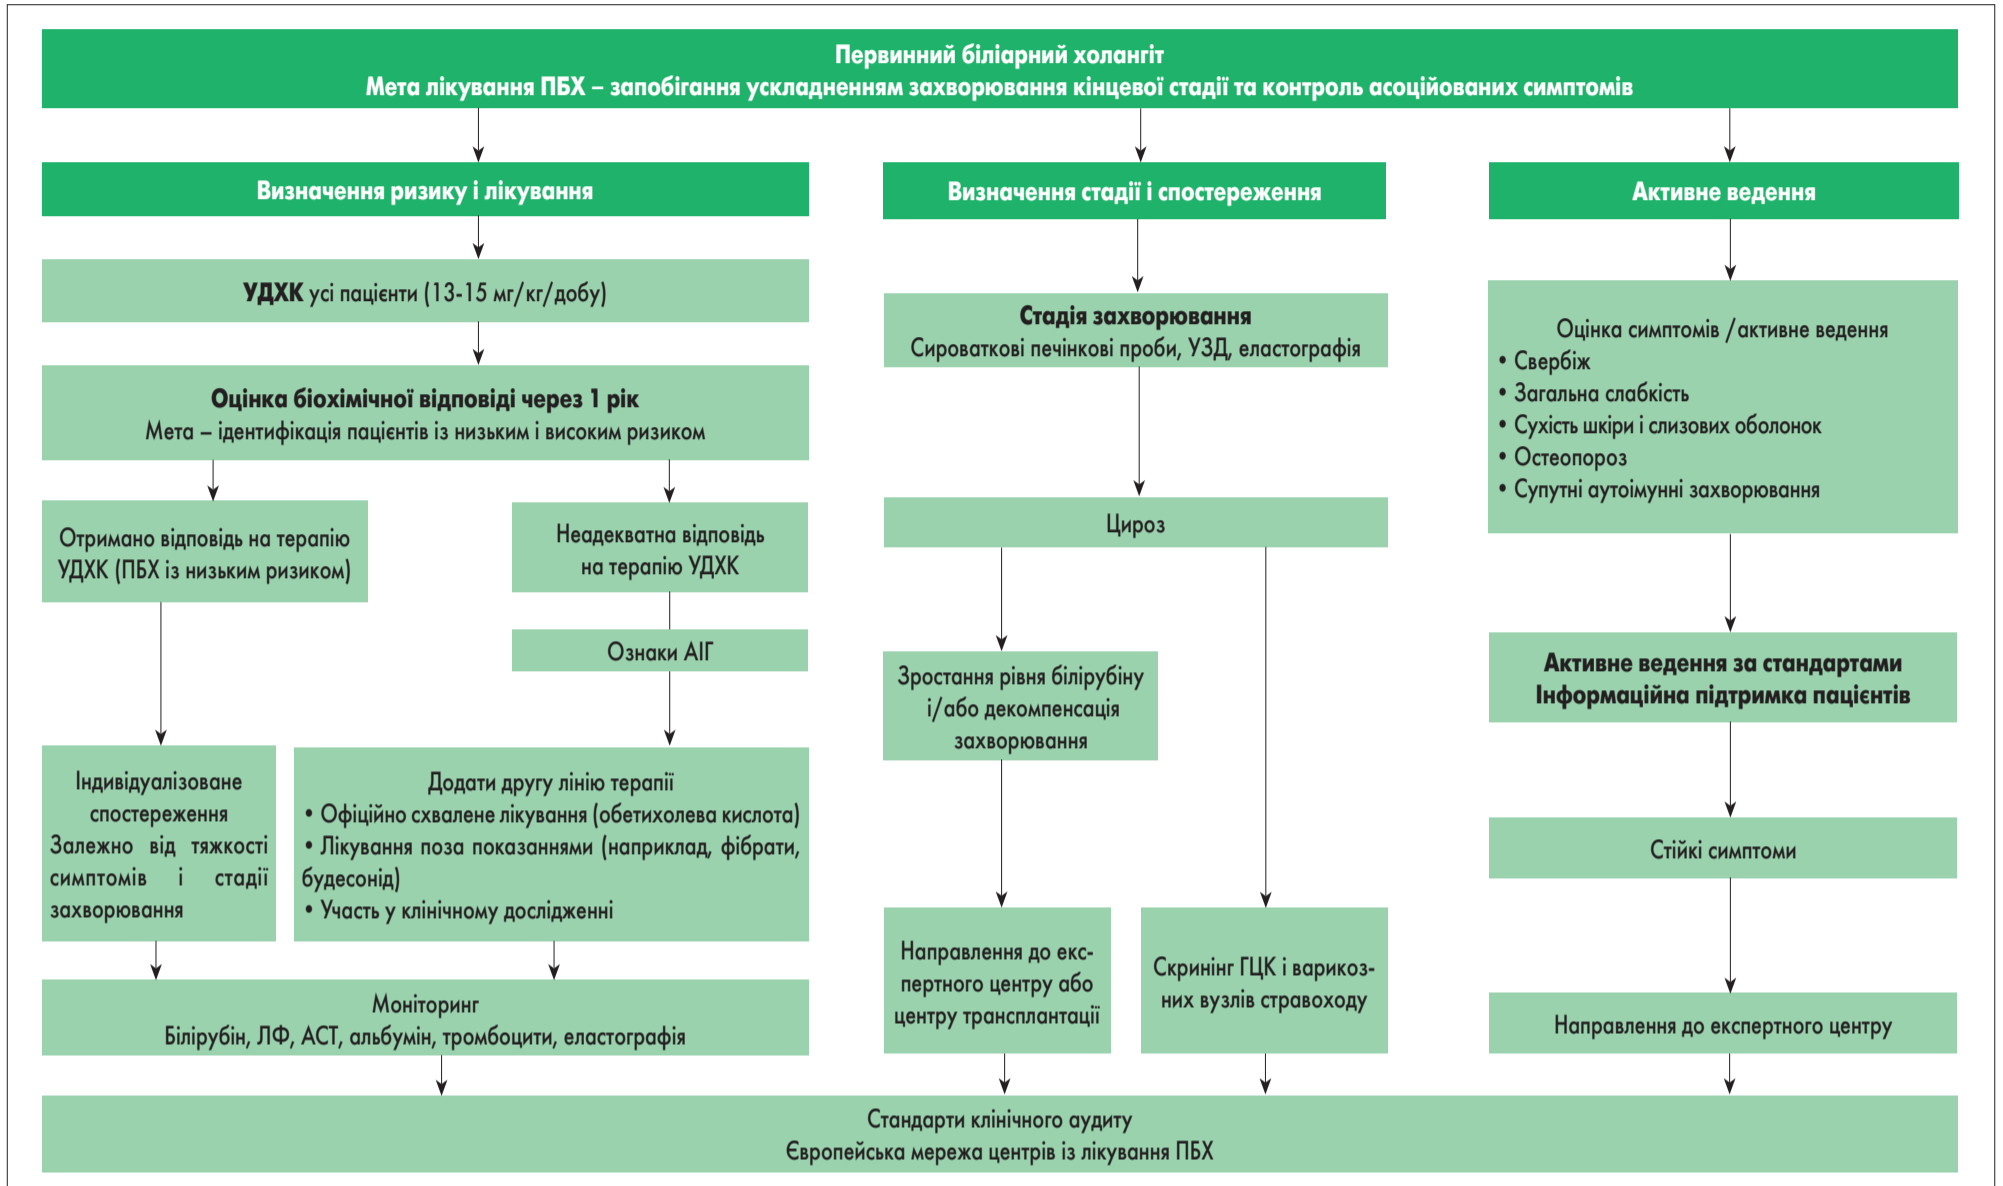 Первинний біліарний холангіт
Мета лікування ПБХ – запобігання ускладненням захворювання кінцевої стадії та контроль асоційованих симптомів
Визначення ризику і лікування
УДХК усі пацієнти (13-15 мг/кг/добу)
Оцінка біохімічної відповіді через 1 рік
Мета – ідентифікація пацієнтів із низьким і високим ризиком
Отримано відповідь на терапію
УДХК (ПБХ із низьким ризиком)
Неадекватна відповідь
на терапію УДХК
Ознаки АІГ
Індивідуалізоване
спостереження
Залежно від тяжкості
симптомів і стадії
захворювання
Додати другу лінію терапії
• Офіційно схвалене лікування (обетихолева кислота)
• Лікування поза показаннями (наприклад, фібрати,
будесонід)
• Участь у клінічному дослідженні
Моніторинг
Білірубін, ЛФ, АСТ, альбумін, тромбоцити, еластографія
Визначення стадії і спостереження
Стадія захворювання
Сироваткові печінкові проби, УЗД, еластографія
Цироз
Зростання рівня білірубіну
і/або декомпенсація
захворювання
Направлення до екс-
пертного центру або
центру трансплантації
Скринінг ГЦК і варикоз-
них вузлів стравоходу
Активне ведення
Оцінка симптомів /активне ведення
• Свербіж
• Загальна слабкість
• Сухість шкіри і слизових оболонок
• Остеопороз
• Супутні аутоімунні захворювання
Активне ведення за стандартами
Інформаційна підтримка пацієнтів
Стійкі симптоми
Направлення до експертного центру
Стандарти клінічного аудиту
Європейська мережа центрів із лікування ПБХ